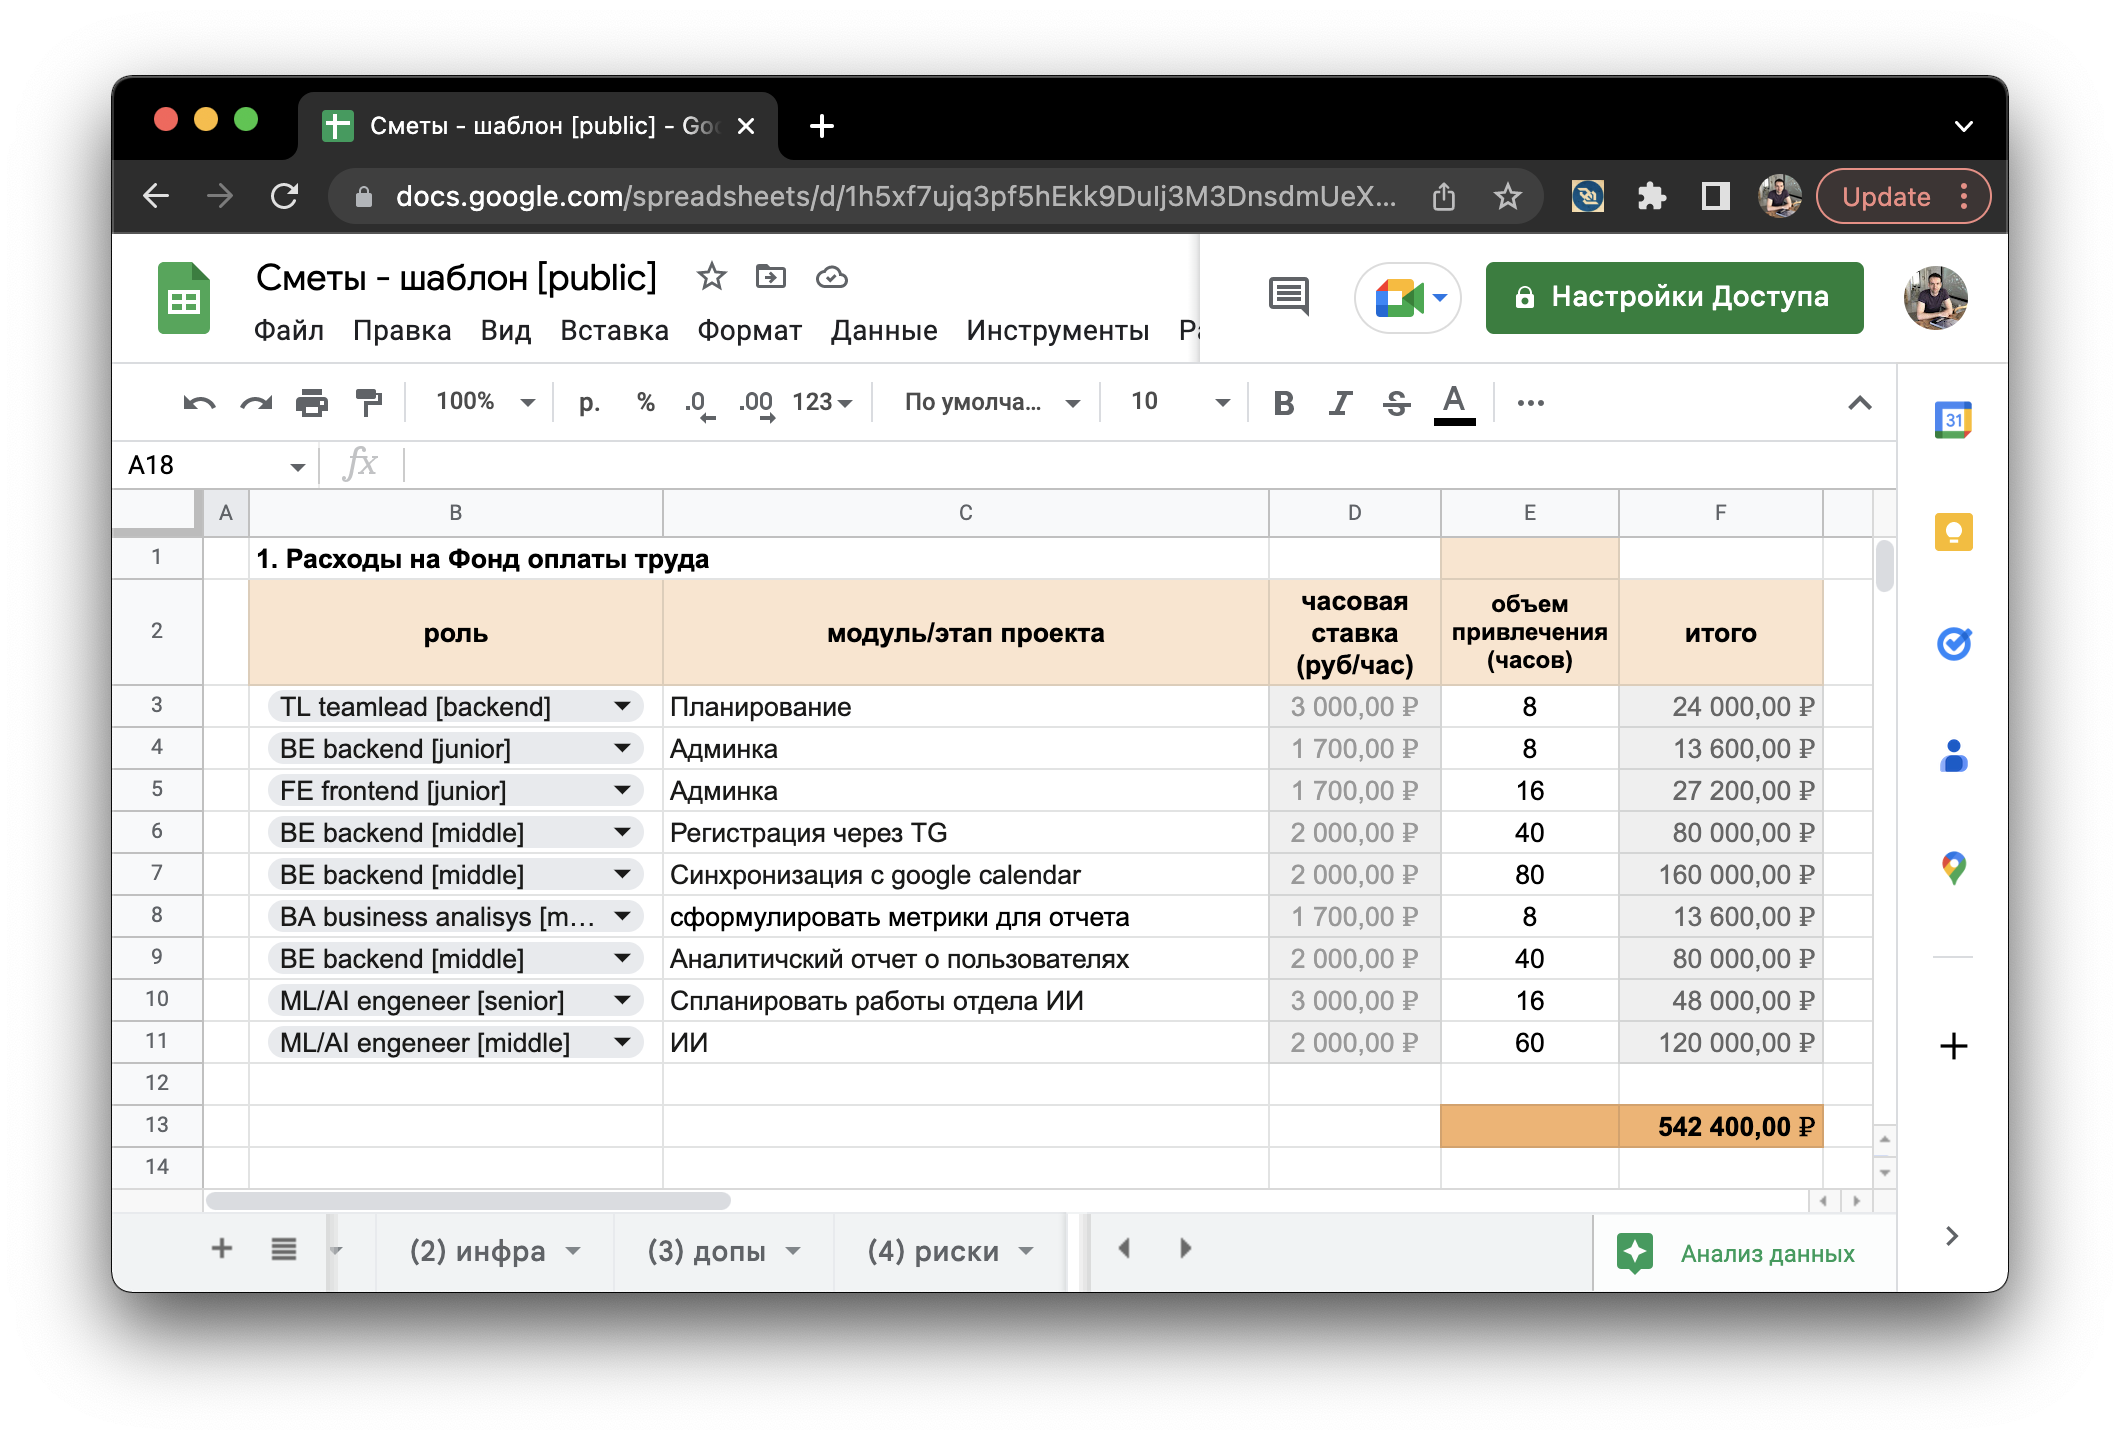 Сметы - шаблон [public] - Goo
docs.google.com/spreadsheets/d/1h5xf7ujq3pf5hEkk9DuIj3M3DnsdmUeX...
Update
Сметы - шаблон [public]
Файл Правка Вид Вставка Формат Данные Инструменты Ра
Настройки Доступа
100% р. % .0 .00 123 По умолча... 10 B I S A
31
A18 fx
A B C D E F
1 1. Расходы на Фонд оплаты труда
2 роль модуль/этап проекта часовая ставка (руб/час) объем привлечения (часов) итого
3 TL teamlead [backend] Планирование 3 000,00 ₽ 8 24 000,00 ₽
4 BE backend [junior] Админка 1 700,00 ₽ 8 13 600,00 ₽
5 FE frontend [junior] Админка 1 700,00 ₽ 16 27 200,00 ₽
6 BE backend [middle] Регистрация через TG 2 000,00 ₽ 40 80 000,00 ₽
7 BE backend [middle] Синхронизация с google calendar 2 000,00 ₽ 80 160 000,00 ₽
8 BA business analisys [m... сформулировать метрики для отчета 1 700,00 ₽ 8 13 600,00 ₽
9 BE backend [middle] Аналитичский отчет о пользователях 2 000,00 ₽ 40 80 000,00 ₽
10 ML/AI engeneer [senior] Спланировать работы отдела ИИ 3 000,00 ₽ 16 48 000,00 ₽
11 ML/AI engeneer [middle] ИИ 2 000,00 ₽ 60 120 000,00 ₽
12
13 542 400,00 ₽
14
(2) инфра (3) допы (4) риски
Анализ данных